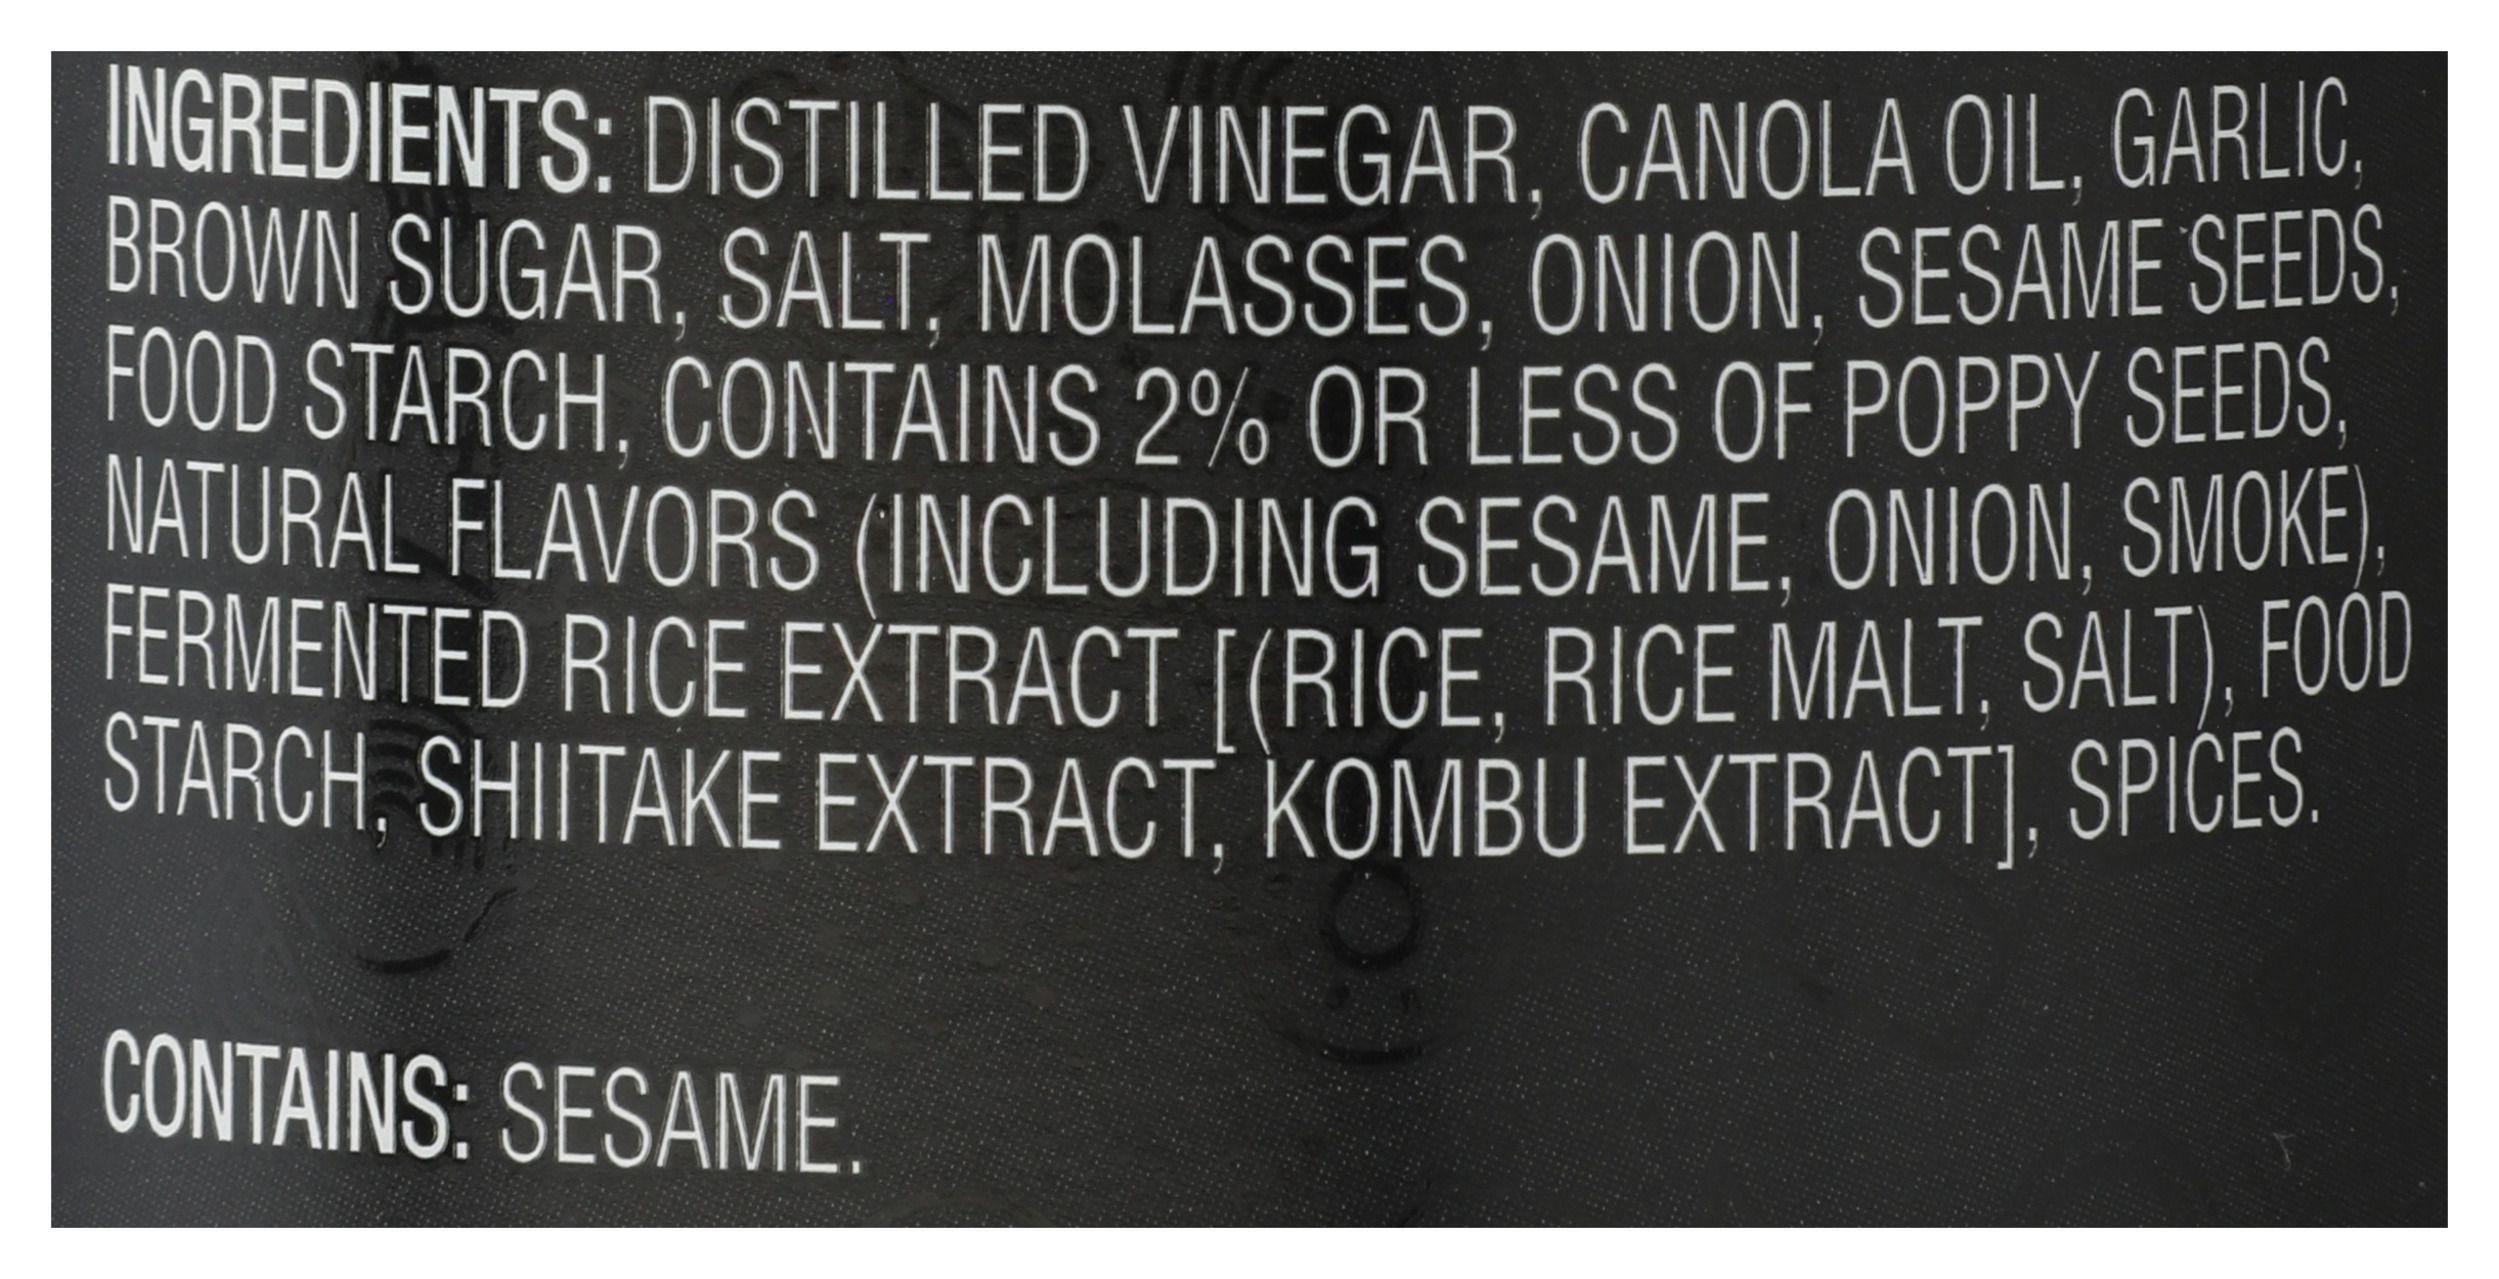 INGREDIENTS: DISTILLED VINEGAR, CANOLA OIL, GARLIC,
BROWN SUGAR, SALT, MOLASSES, ONION, SESAME SEEDS,
FOOD STARCH, CONTAINS 2% OR LESS OF POPPY SEEDS,
NATURAL FLAVORS (INCLUDING SESAME, ONION, SMOKE),
FERMENTED RICE EXTRACT [(RICE, RICE MALT, SALT), FOOD
STARCH, SHIITAKE EXTRACT, KOMBU EXTRACT], SPICES.
CONTAINS: SESAME.